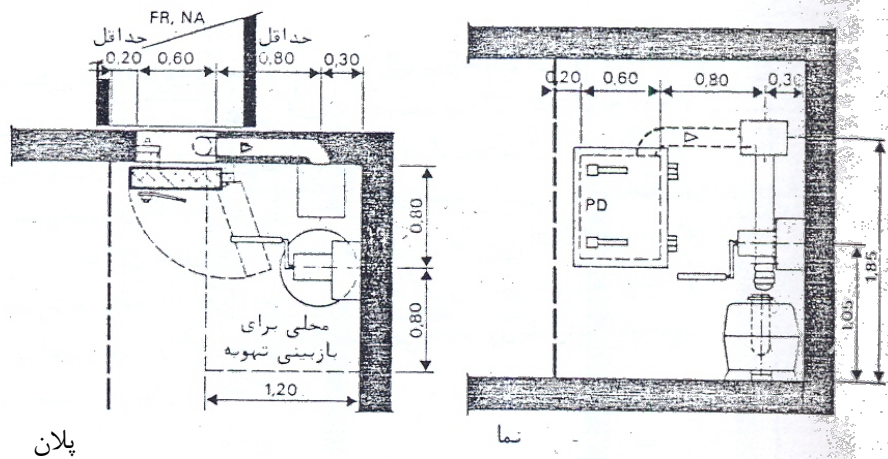 FR, NA
حداقل
حداقل
0,20 0,60 0,80 0,30
0,80
0,80
محلی برای
بازبینی تهویه
1,20
پلان
0,20 0,60 0,80 0,30
PD
1,05
1,85
نما